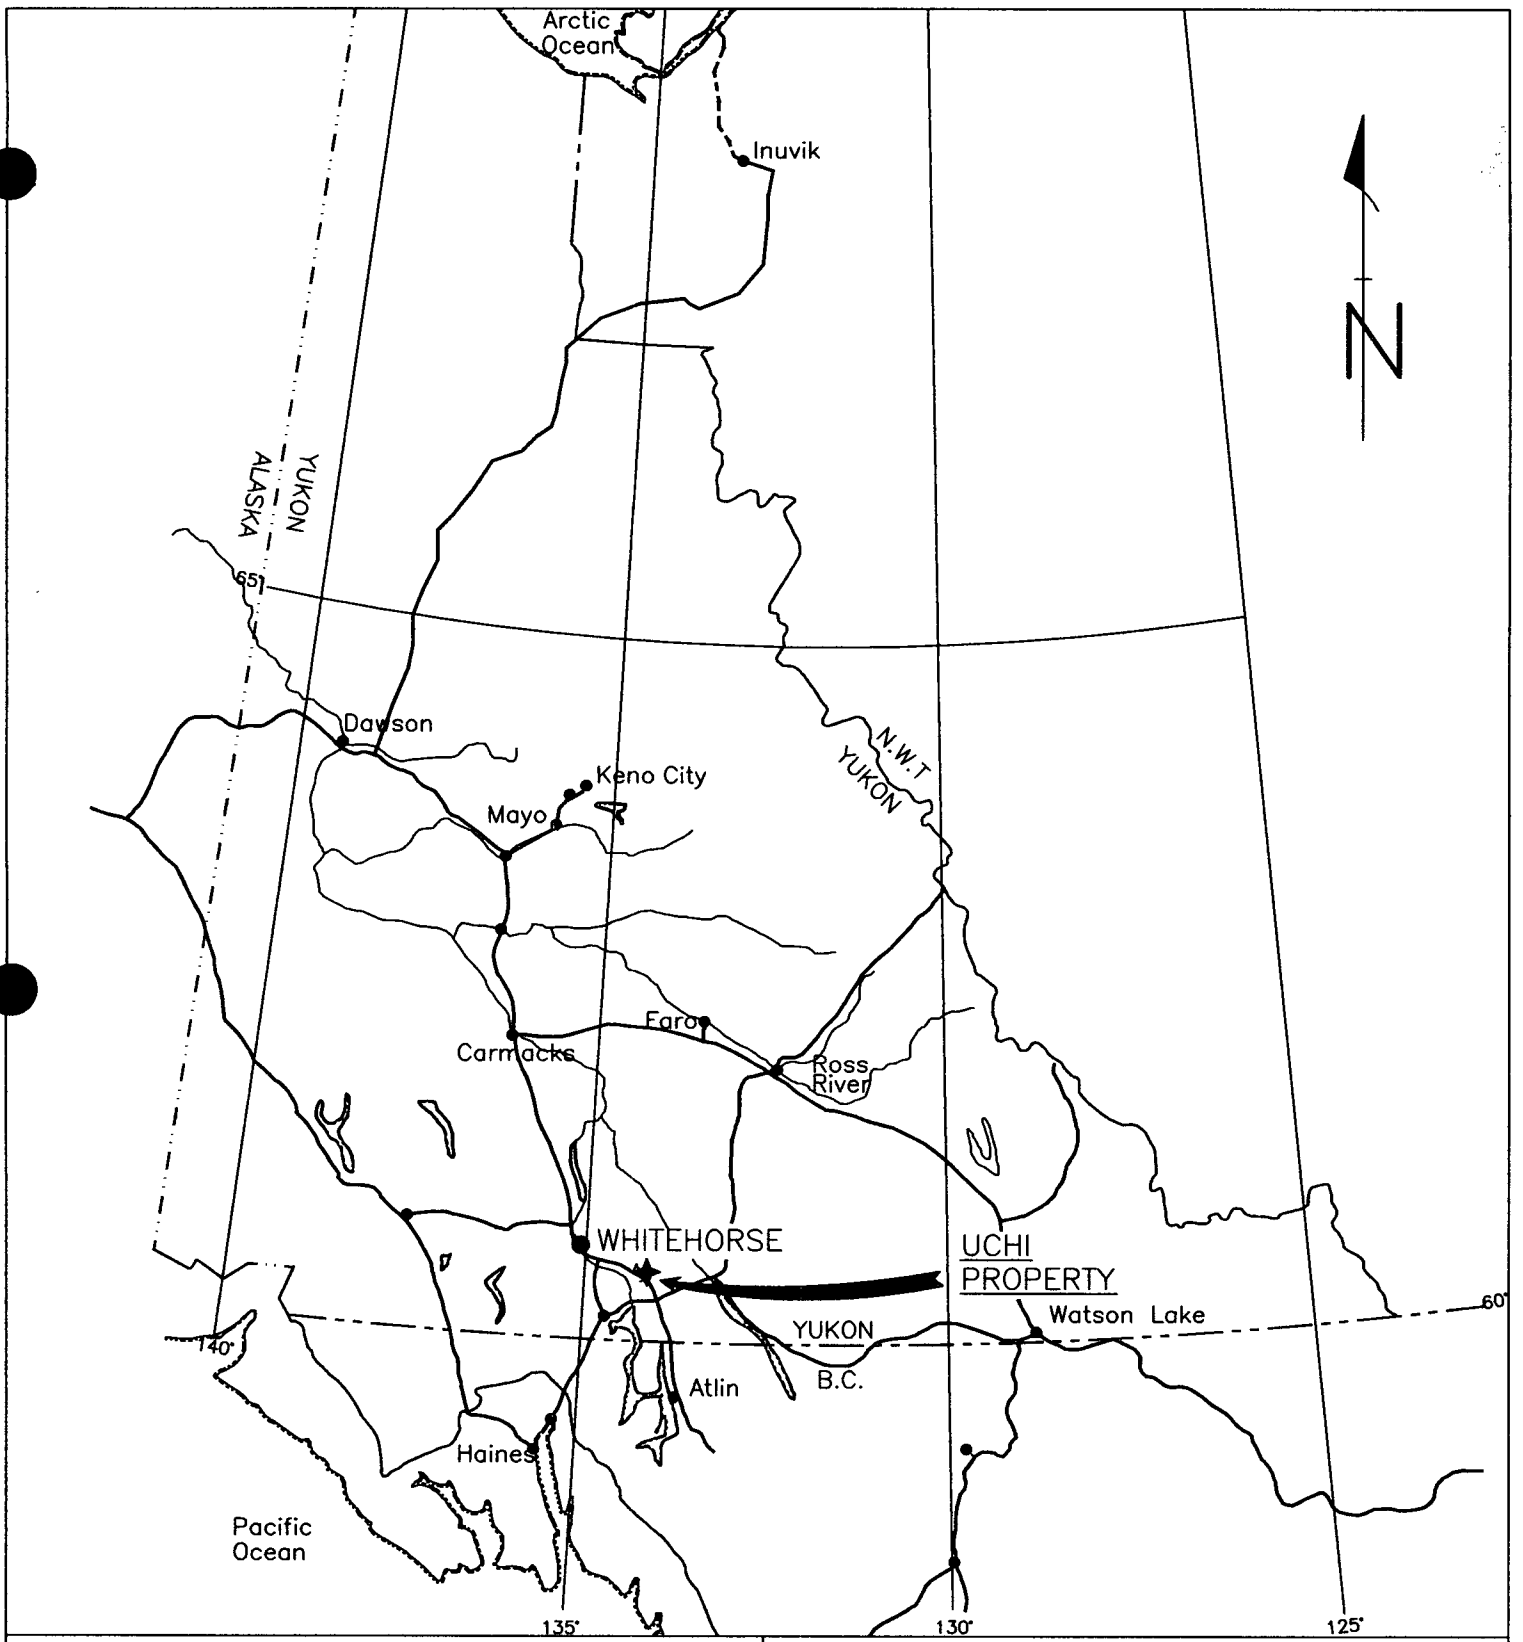 Arctic
Ocean
Inuvik
N
YUKON
ALASKA
65°
Dawson
N.W.T
YUKON
Keno City
Mayo
Faro
Carmacks
Ross
River
WHITEHORSE
UCHI
PROPERTY
60°
Watson Lake
YUKON
140°
B.C.
Atlin
Haines
Pacific
Ocean
135°
130°
125°